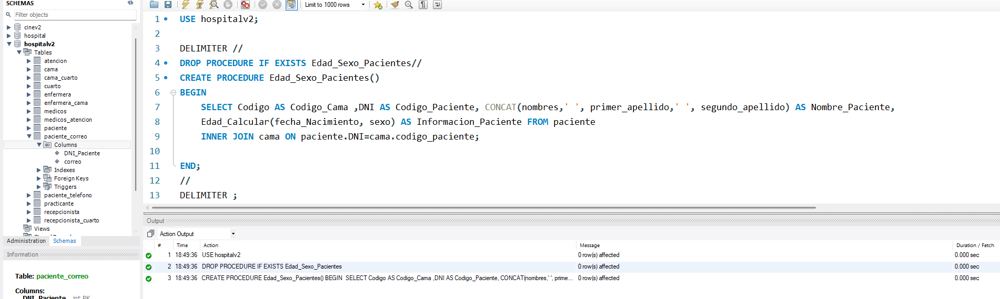 SCHEMAS
Filter objects
cinev2
hospital
hospitalv2
Tables
atencion
cama
cama_cuarto
cuarto
enfermera
enfermera_cama
medicos
medicos_atencion
paciente
paciente_correo
Columns
DNI_Paciente
correo
Indexes
Foreign Keys
Triggers
paciente_telefono
practicante
recepcionista
recepcionista_cuarto
Views
Administration Schemas
Information
Table: paciente_correo
Columns:
DNI_Paciente int PK
Limit to 1000 rows
1 USE hospitalv2;
2
3 DELIMITER //
4 DROP PROCEDURE IF EXISTS Edad_Sexo_Pacientes//
5 CREATE PROCEDURE Edad_Sexo_Pacientes()
6 BEGIN
7 SELECT Codigo AS Codigo_Cama ,DNI AS Codigo_Paciente, CONCAT(nombres,' ', primer_apellido,' ', segundo_apellido) AS Nombre_Paciente,
8 Edad_Calcular(fecha_Nacimiento, sexo) AS Informacion_Paciente FROM paciente
9 INNER JOIN cama ON paciente.DNI=cama.codigo_paciente;
10
11 END;
12 //
13 DELIMITER ;
Output
Action Output
# Time Action Message Duration / Fetch
1 18:49:36 USE hospitalv2 0 row(s) affected 0.000 sec
2 18:49:36 DROP PROCEDURE IF EXISTS Edad_Sexo_Pacientes 0 row(s) affected 0.000 sec
3 18:49:36 CREATE PROCEDURE Edad_Sexo_Pacientes() BEGIN SELECT Codigo AS Codigo_Cama ,DNI AS Codigo_Paciente, CONCAT(nombres,' ', prime... 0 row(s) affected 0.000 sec